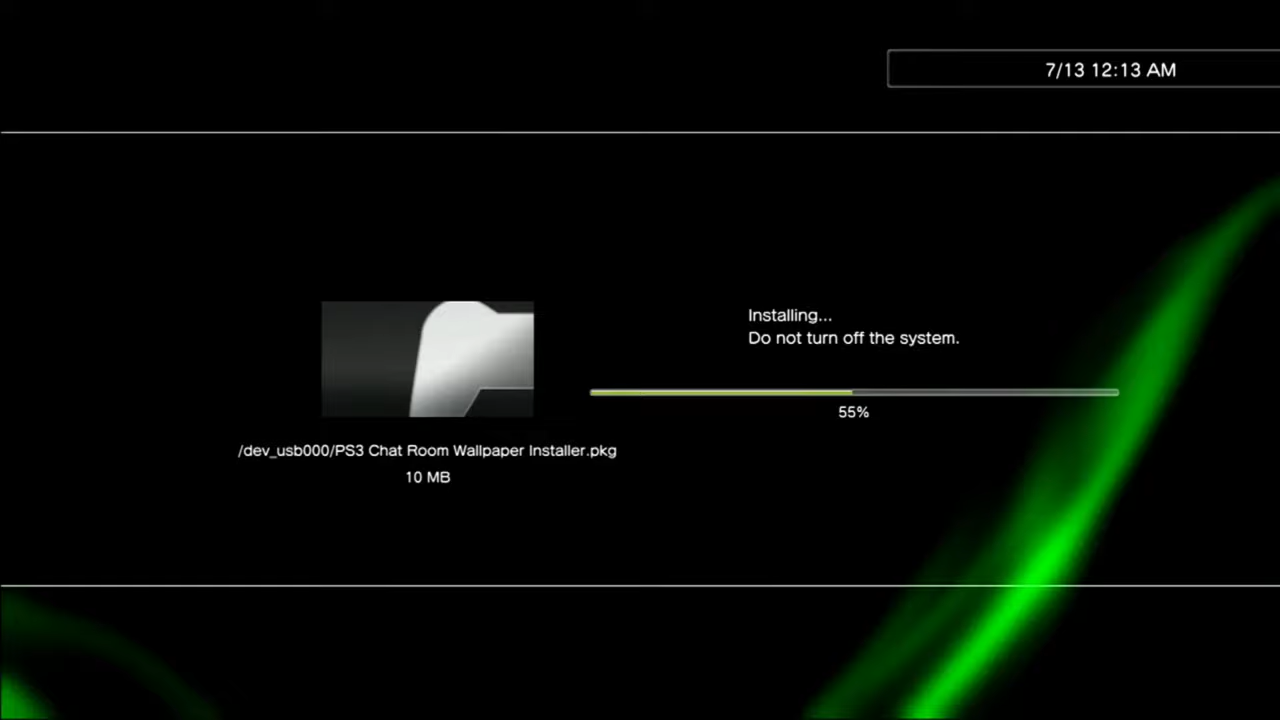 7/13 12:13 AM
Installing...
Do not turn off the system.
55%
/dev_usb000/PS3 Chat Room Wallpaper Installer.pkg
10 MB